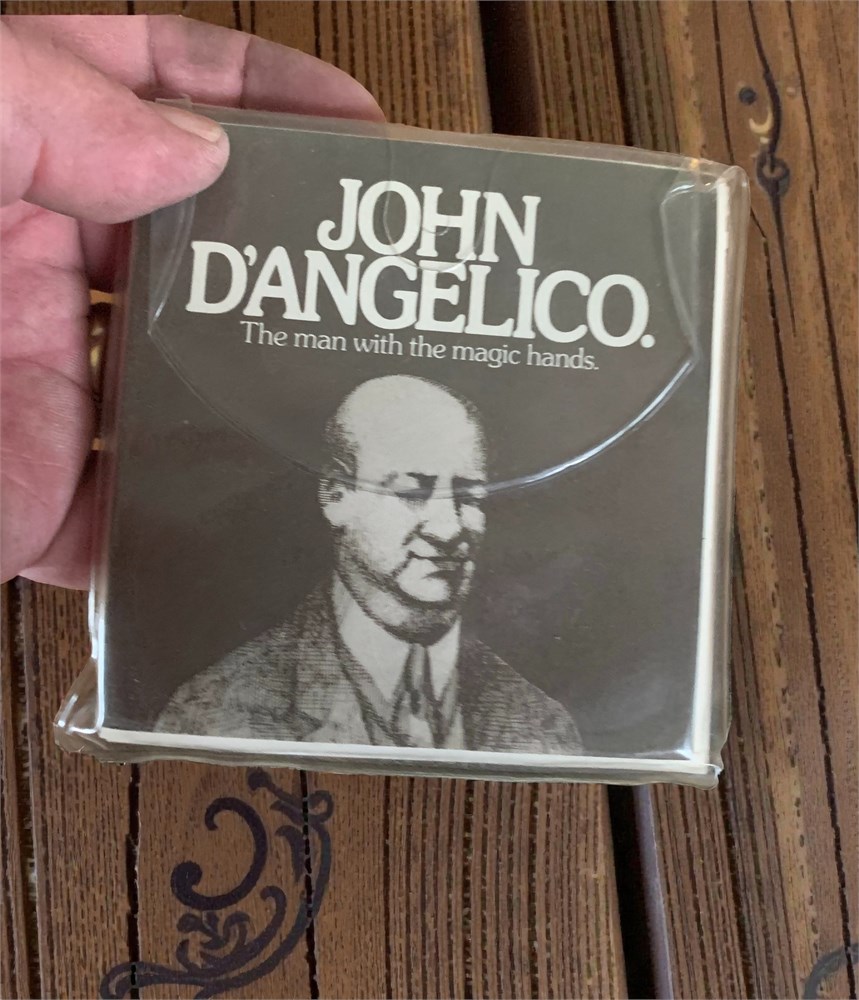 JOHN
D'ANGELICO.
The man with the magic hands.